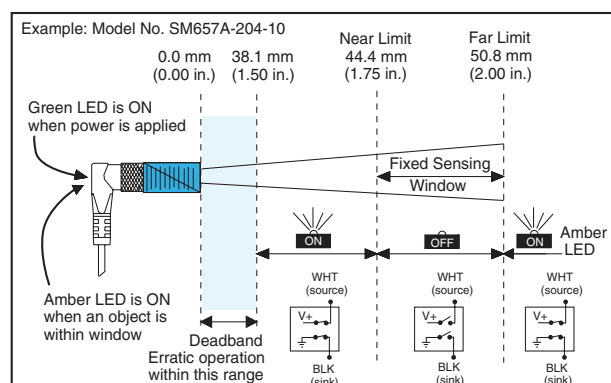 Example: Model No. SM657A-204-10
0.0 mm
(0.00 in.)
38.1 mm
(1.50 in.)
Near Limit
44.4 mm
(1.75 in.)
Far Limit
50.8 mm
(2.00 in.)
Green LED is ON
when power is applied
Fixed Sensing
Window
ON
OFF
ON
Amber
LED
Amber LED is ON
when an object is
within window
Deadband
Erratic operation
within this range
WHT
(source)
V+
BLK
(sink)
WHT
(source)
V+
BLK
(sink)
WHT
(source)
V+
BLK
(sink)